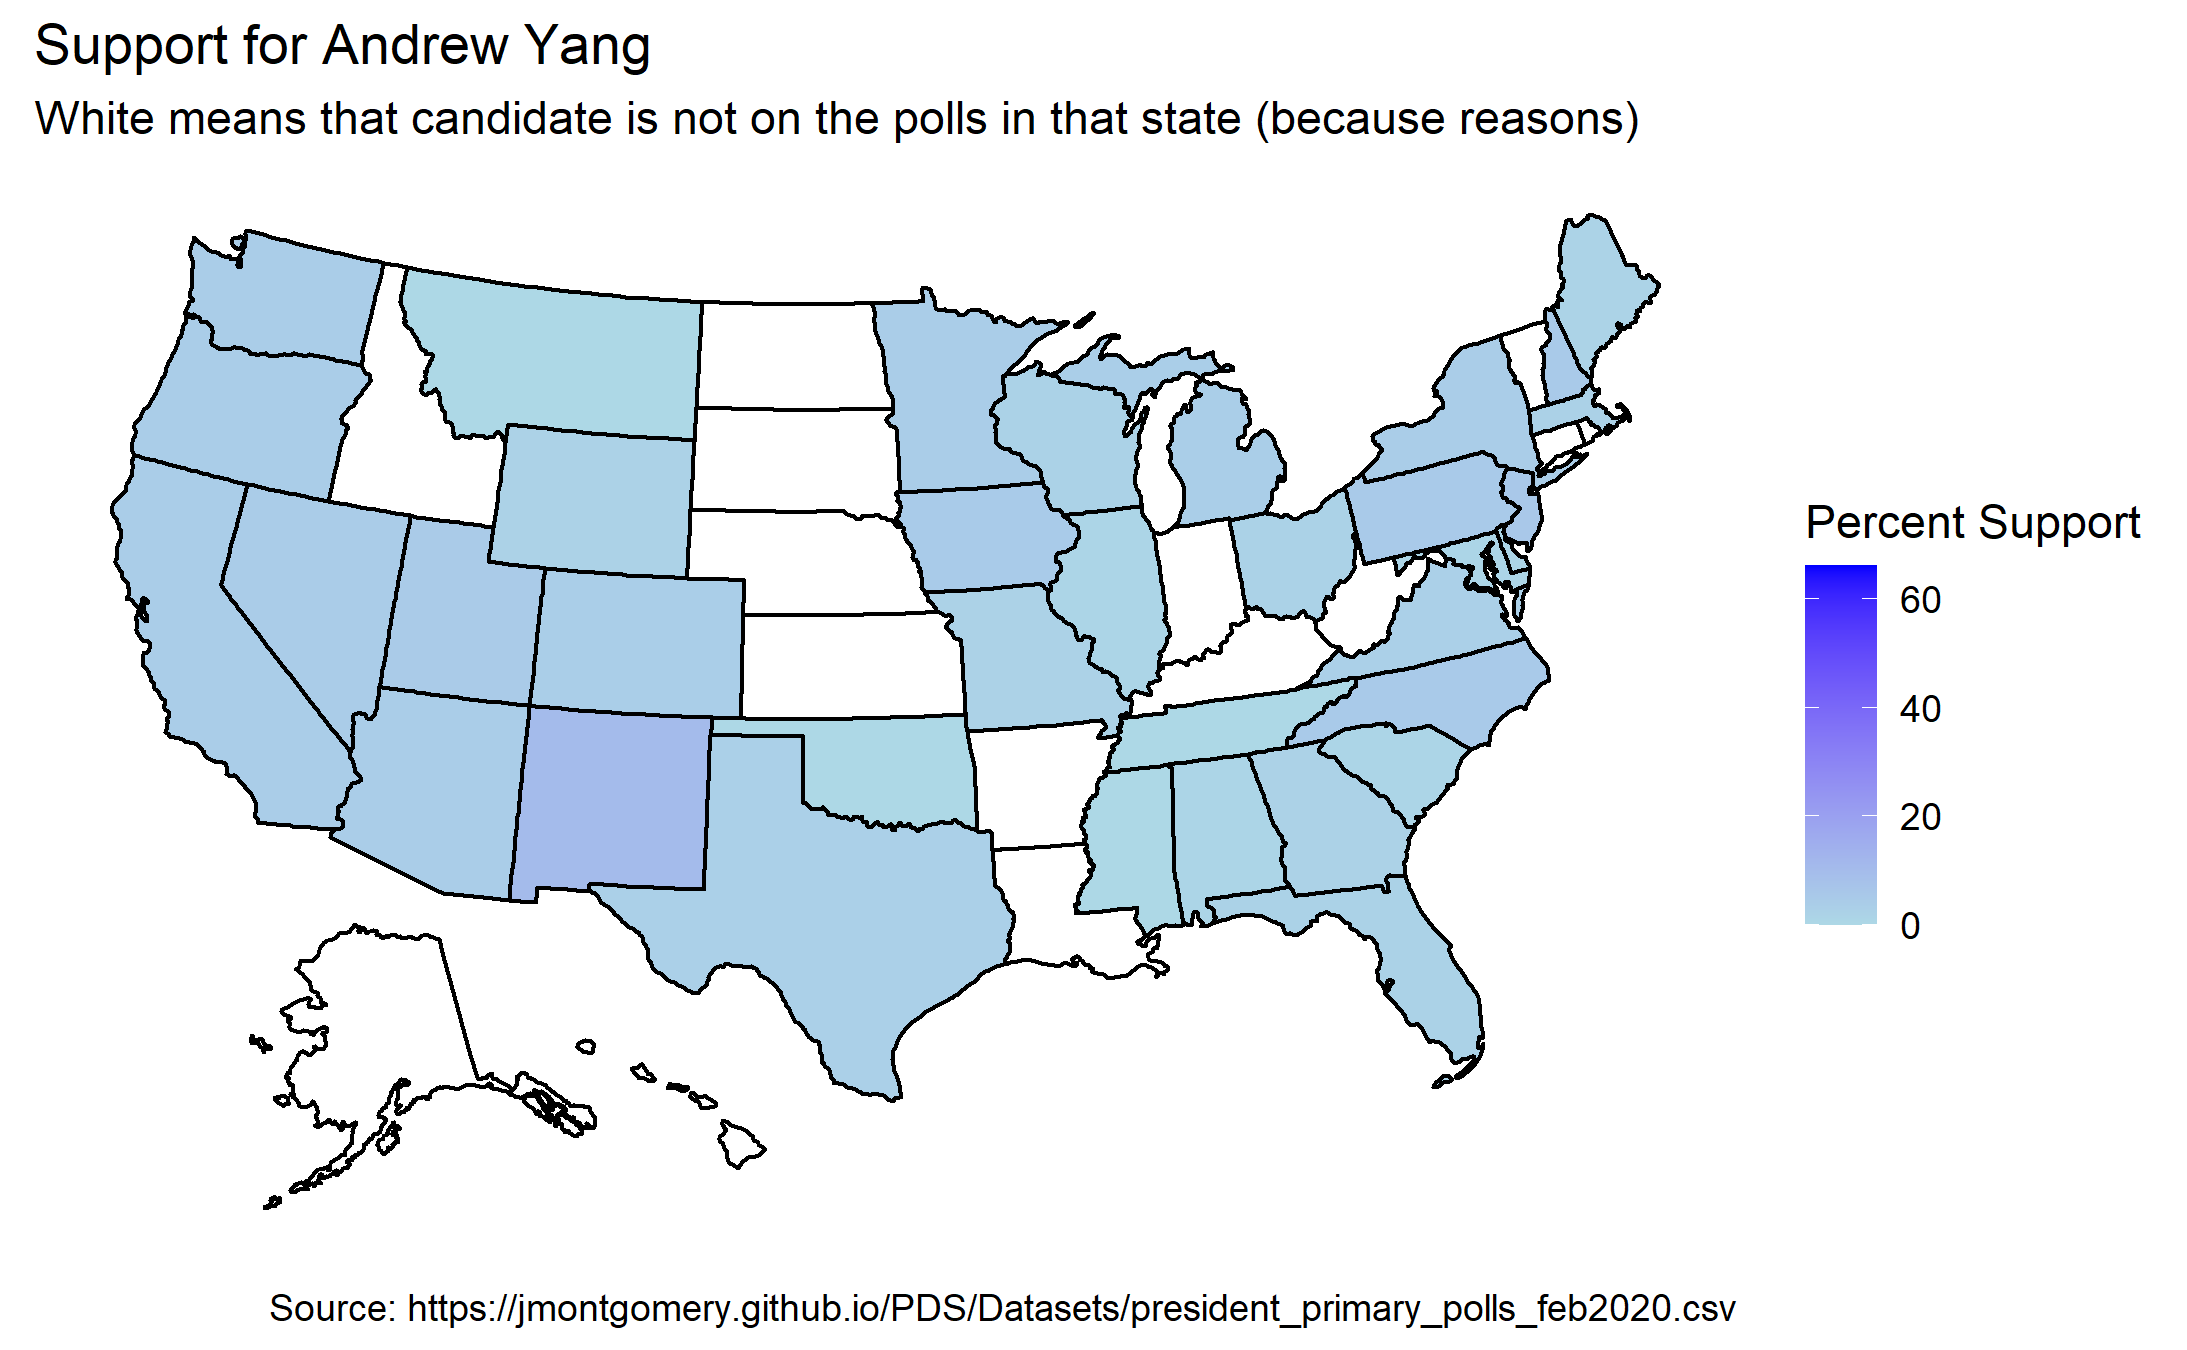 Support for Andrew Yang
White means that candidate is not on the polls in that state (because reasons)
Percent Support
60
40
20
0
Source: https://jmontgomery.github.io/PDS/Datasets/president_primary_polls_feb2020.csv